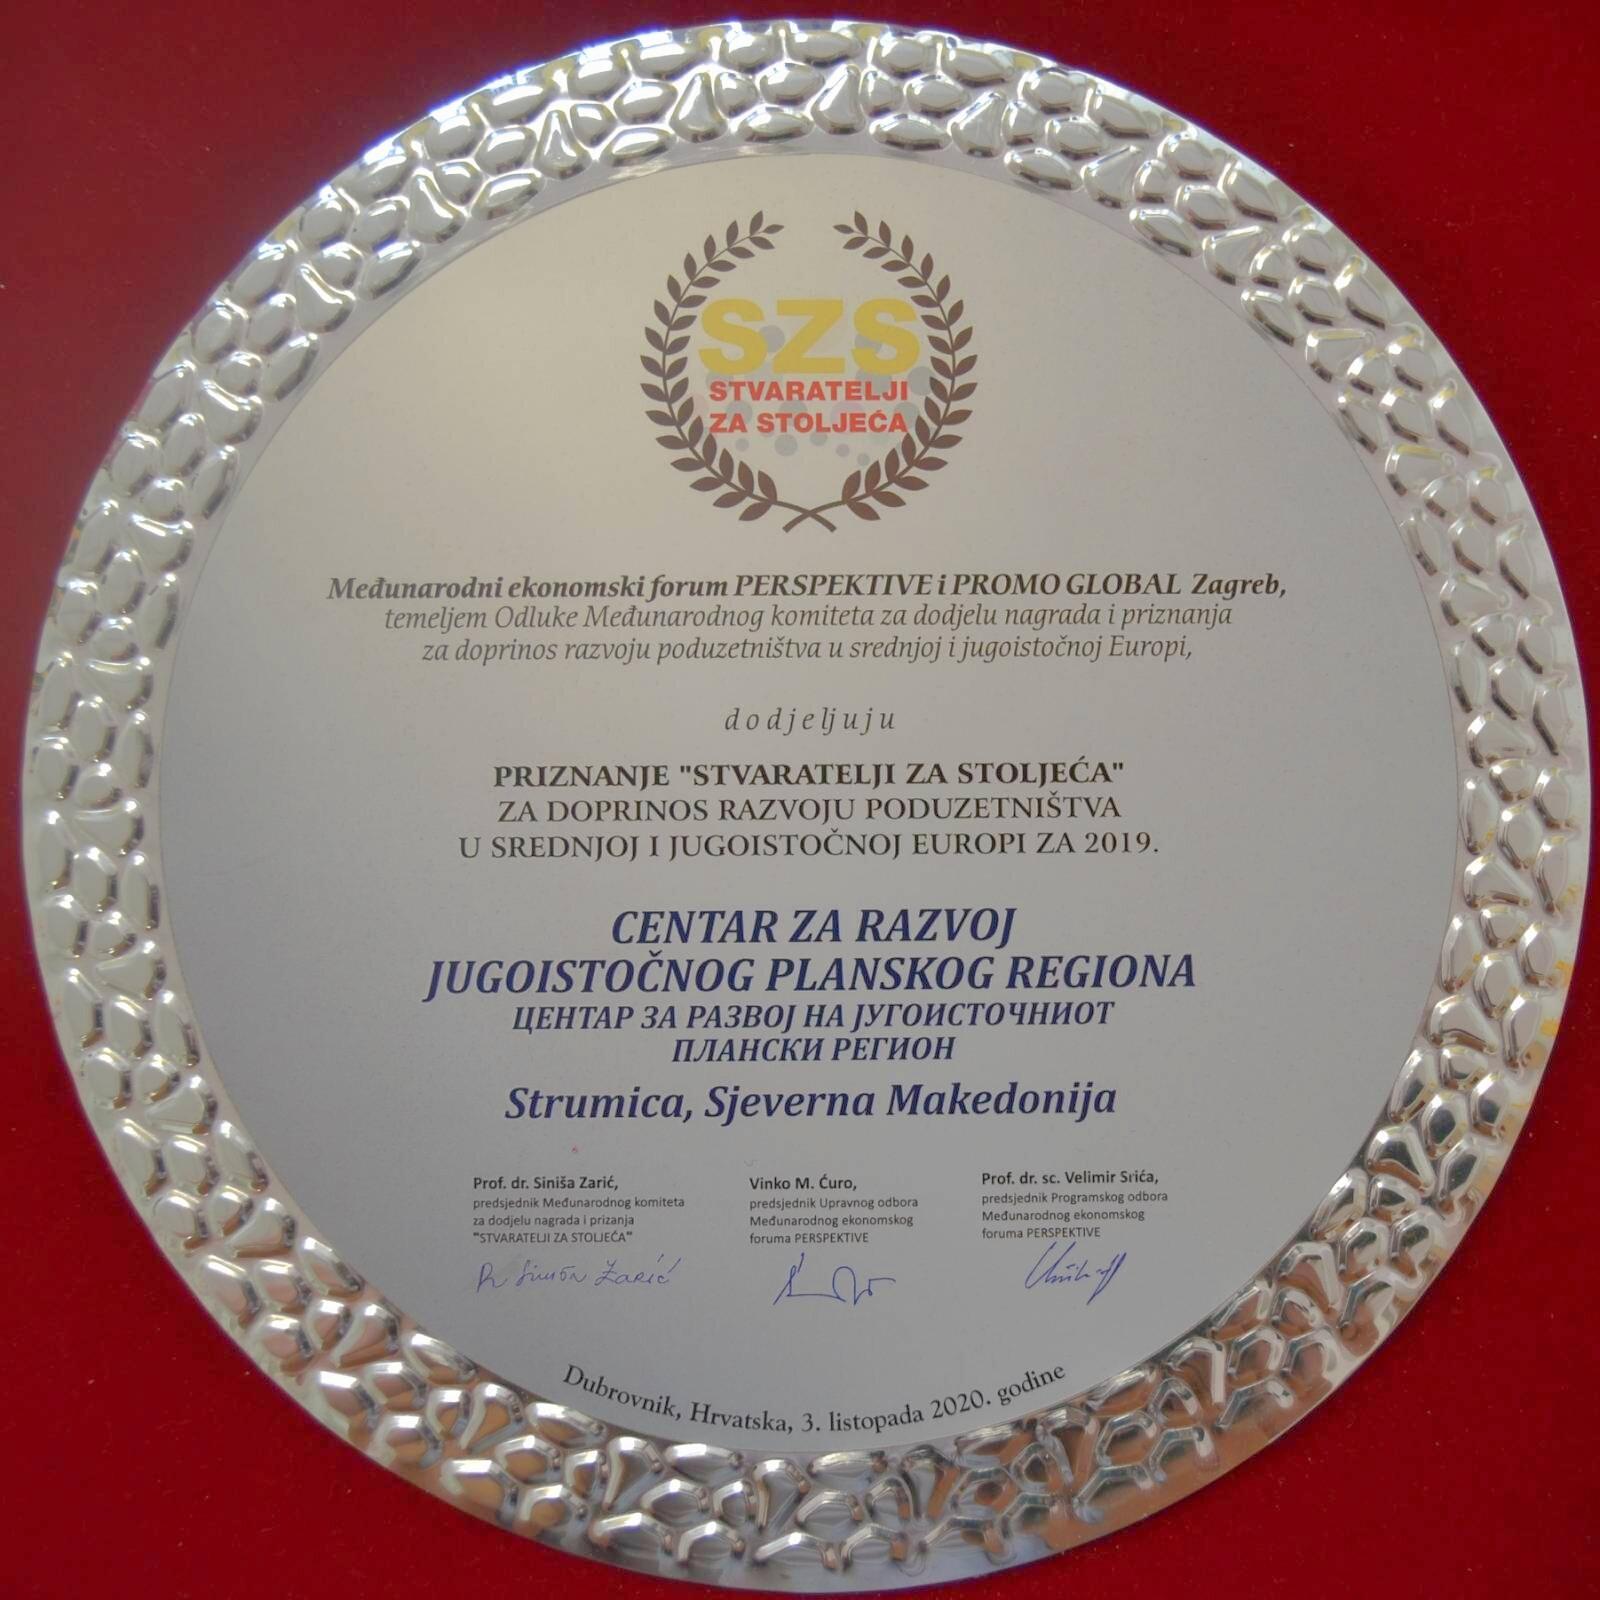 SZS
STVARATELJI
ZA STOLJEĆA
Međunarodni ekonomski forum PERSPEKTIVE i PROMO GLOBAL Zagreb,
temeljem Odluke Međunarodnog komiteta za dodjelu nagrada i priznanja
za doprinos razvoju poduzetništva u srednjoj i jugoistočnoj Europi,
dodjeljuju
PRIZNANJE "STVARATELJI ZA STOLJEĆA"
ZA DOPRINOS RAZVOJU PODUZETNIŠTVA
U SREDNJOJ I JUGOISTOČNOJ EUROPI ZA 2019.
CENTAR ZA RAZVOJ
JUGOISTOČNOG PLANSKOG REGIONA
ЦЕНТАР ЗА РАЗВОЈ НА ЈУГОИСТОЧНИОТ
ПЛАНСКИ РЕГИОН
Strumica, Sjeverna Makedonija
Prof. dr. Siniša Zarić,
predsjednik Međunarodnog komiteta
za dodjelu nagrada i prizanja
"STVARATELJI ZA STOLJEĆA"
Vinko M. Ćuro,
predsjednik Upravnog odbora
Međunarodnog ekonomskog
foruma PERSPEKTIVE
Prof. dr. sc. Velimir Srića,
predsjednik Programskog odbora
Međunarodnog ekonomskog
foruma PERSPEKTIVE
Dubrovnik, Hrvatska, 3. listopada 2020. godine